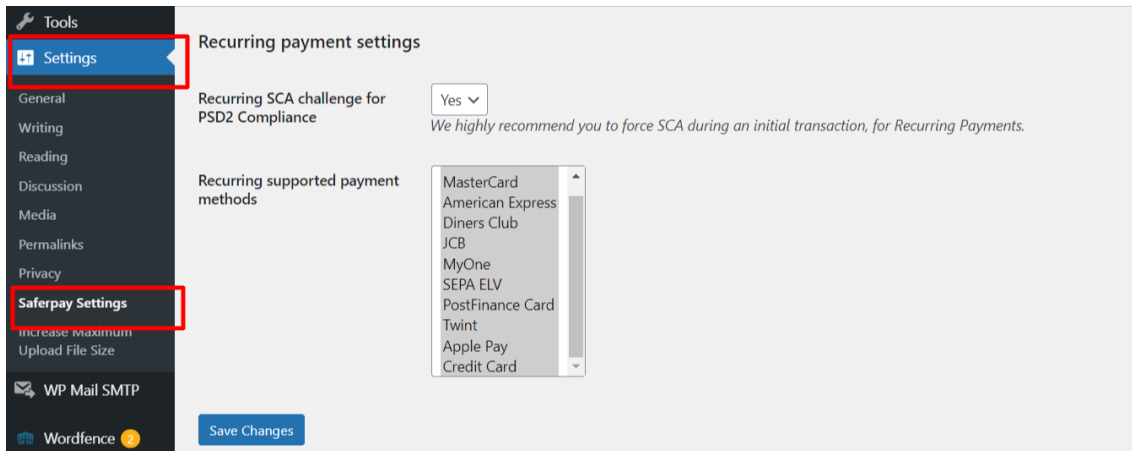 Tools
Settings
General
Writing
Reading
Discussion
Media
Permalinks
Privacy
Saferpay Settings
Increase Maximum
Upload File Size
WP Mail SMTP
Wordfence 2
Recurring payment settings
Recurring SCA challenge for
PSD2 Compliance
Yes
We highly recommend you to force SCA during an initial transaction, for Recurring Payments.
Recurring supported payment
methods
MasterCard
American Express
Diners Club
JCB
MyOne
SEPA ELV
PostFinance Card
Twint
Apple Pay
Credit Card
Save Changes